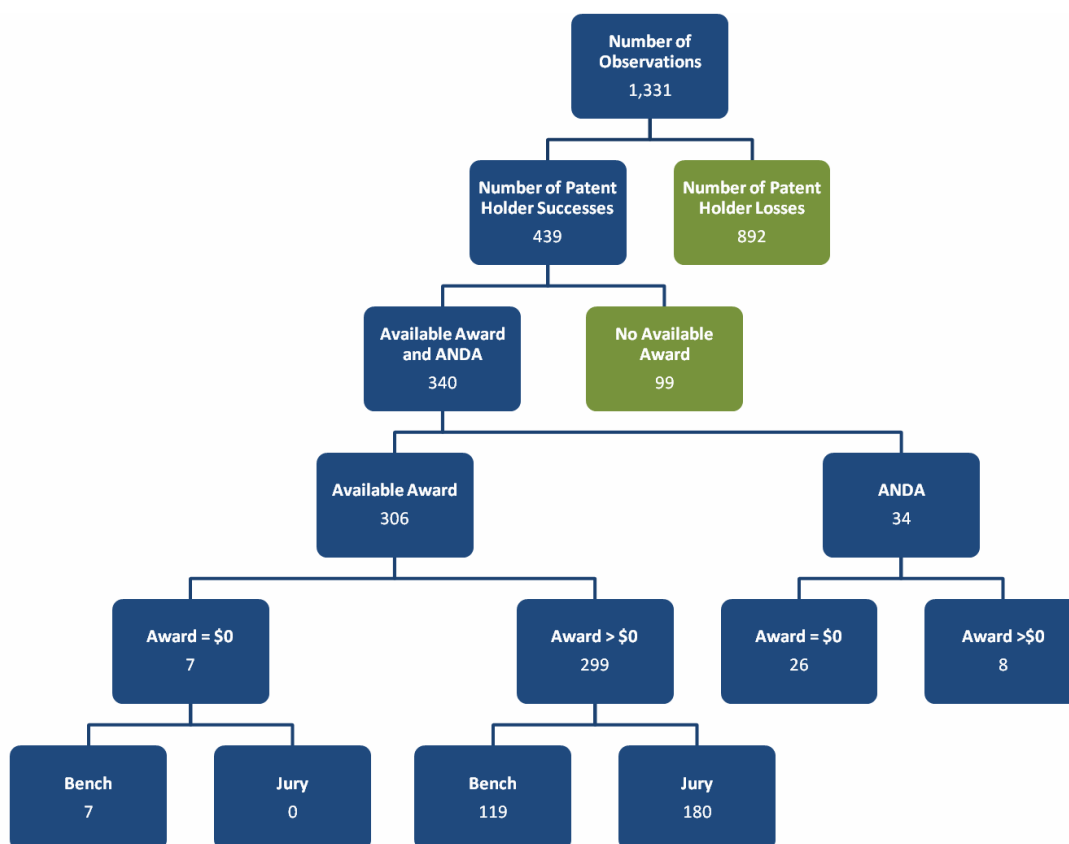 Number of
Observations
1,331
Number of Patent
Holder Successes
439
Number of Patent
Holder Losses
892
Available Award
and ANDA
340
No Available
Award
99
Available Award
306
ANDA
34
Award = $0
7
Award > $0
299
Award = $0
26
Award >$0
8
Bench
7
Jury
0
Bench
119
Jury
180